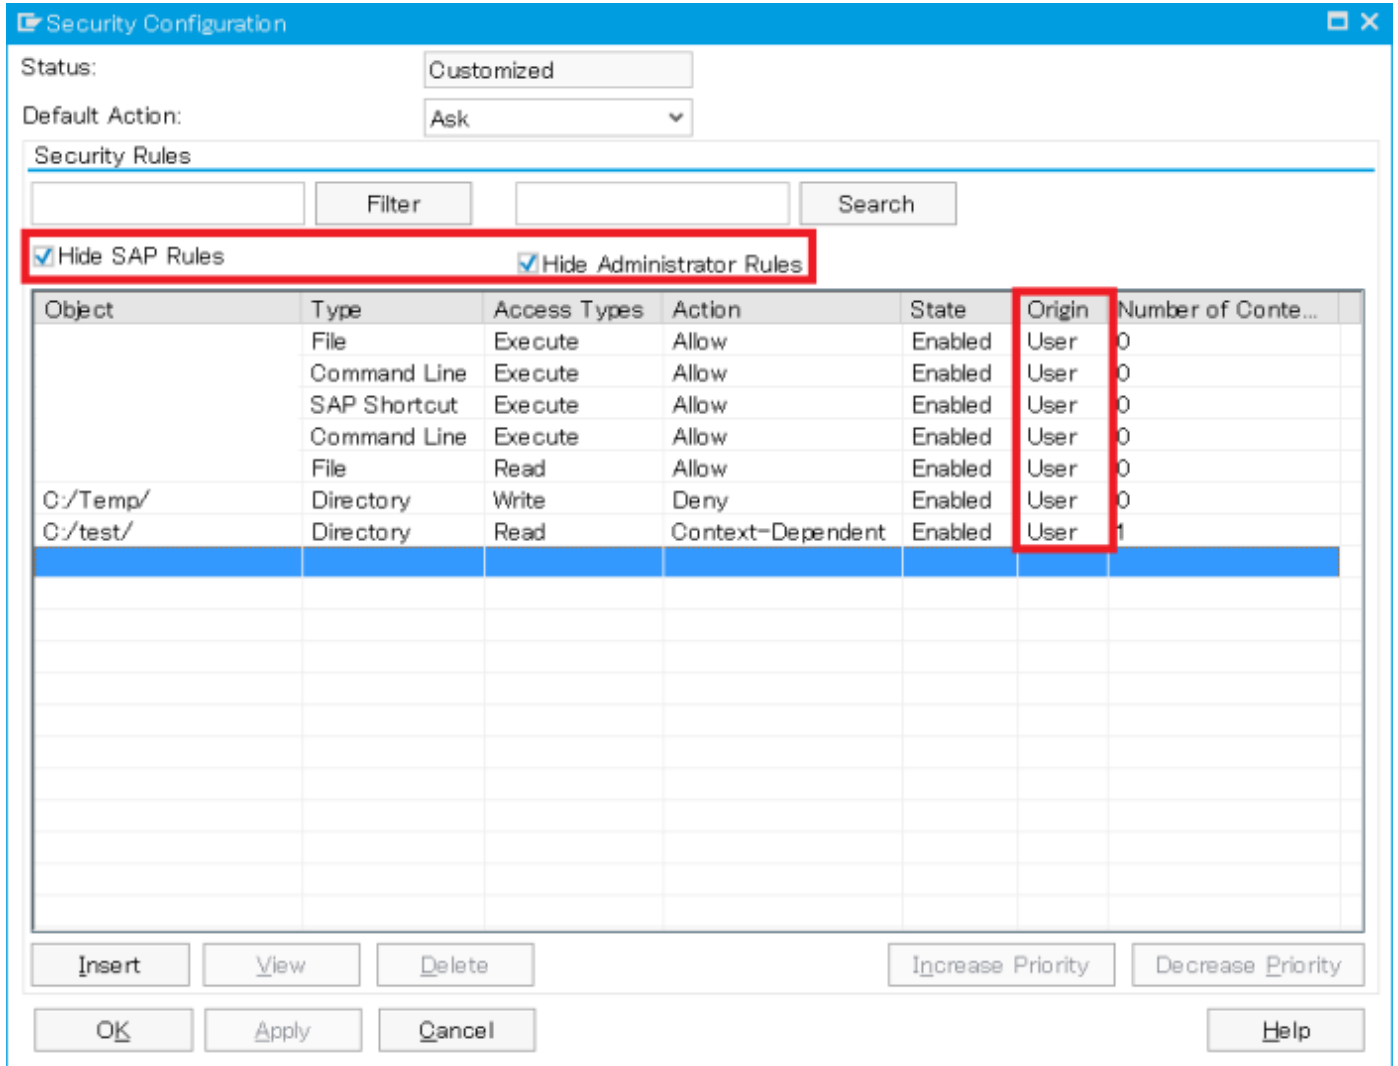 Security Configuration
Status: Customized
Default Action: Ask
Security Rules
Filter Search
Hide SAP Rules Hide Administrator Rules
Object Type Access Types Action State Origin Number of Conte...
File Execute Allow Enabled User 0
Command Line Execute Allow Enabled User 0
SAP Shortcut Execute Allow Enabled User 0
Command Line Execute Allow Enabled User 0
File Read Allow Enabled User 0
C:/Temp/ Directory Write Deny Enabled User 0
C:/test/ Directory Read Context-Dependent Enabled User 1
Insert View Delete Increase Priority Decrease Priority
OK Apply Cancel Help